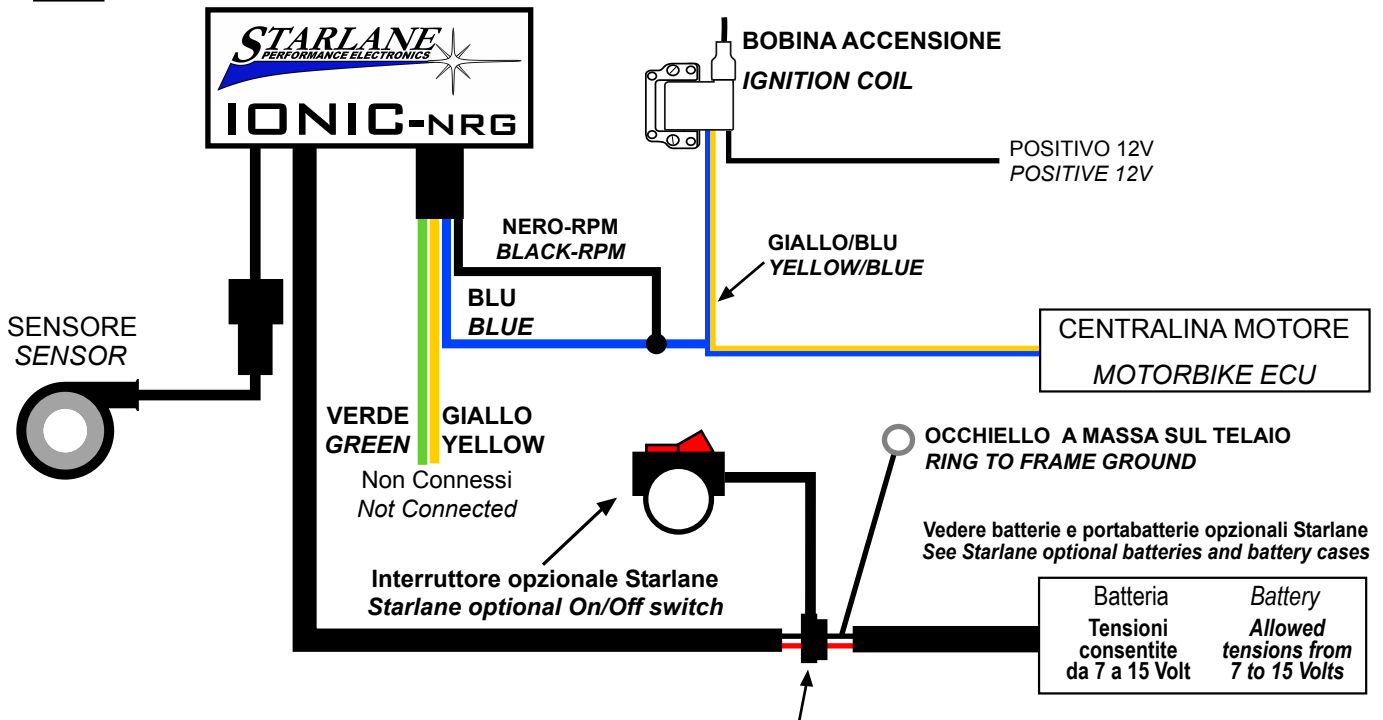 STARLANE
PERFORMANCE ELECTRONICS
IONIC-NRG
BOBINA ACCENSIONE
IGNITION COIL
POSITIVO 12V
POSITIVE 12V
NERO-RPM
BLACK-RPM
GIALLO/BLU
YELLOW/BLUE
BLU
BLUE
SENSORE
SENSOR
CENTRALINA MOTORE
MOTORBIKE ECU
VERDE
GREEN
GIALLO
YELLOW
Non Connessi
Not Connected
OCCHIELLO A MASSA SUL TELAIO
RING TO FRAME GROUND
Vedere batterie e portabatterie opzionali Starlane
See Starlane optional batteries and battery cases
Interruttore opzionale Starlane
Starlane optional On/Off switch
Batteria
Tensioni
consentite
da 7 a 15 Volt
Battery
Allowed
tensions from
7 to 15 Volts